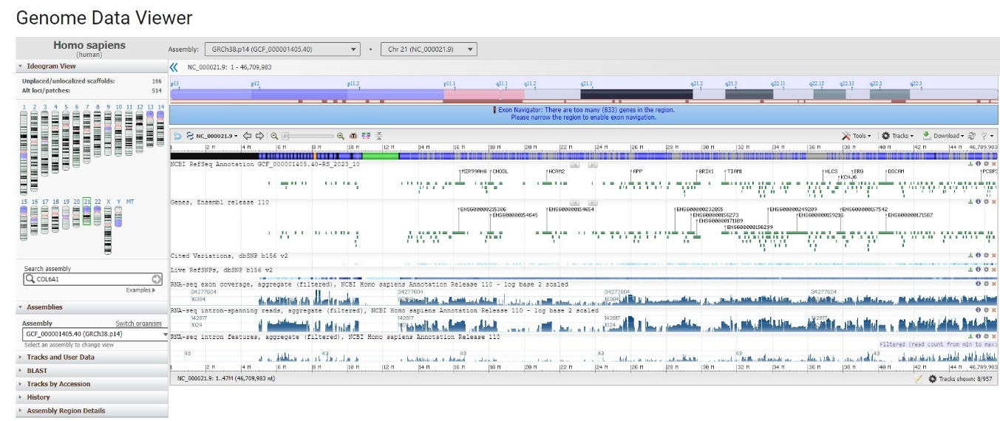 Genome Data Viewer
Homo sapiens
(human)
Assembly: GRCh38.p14 (GCF_000001405.40) • Chr 21 (NC_000021.9)
Ideogram View
NC_000021.9: 1 - 46,709,983
Unplaced/unlocalized scaffolds: 166
Alt loci/patches: 514
p13 p12 p11.2 p11.1 q11.1 q11.2 q21.1 q21.2 q21.3 q22.11 q22.12 q22.13 q22.2 q22.3
Exon Navigator: There are too many (833) genes in the region.
Please narrow the region to enable exon navigation.
1 2 3 4 5 6 7 8 9 10 11 12 13 14
NC_000021.9 Tools Tracks Download ?
1 2 M 4 M 6 M 8 M 10 M 12 M 14 M 16 M 18 M 20 M 22 M 24 M 26 M 28 M 30 M 32 M 34 M 36 M 38 M 40 M 42 M 44 M 46,709,983
NCBI RefSeq Annotation GCF_000001405.40-RS_2023_10
MIR99AHG CHODL NCAM2 APP GRIK1 TIAM1 HLCS ERG DSCAM PCBP3
KCNJ6
15 16 17 18 19 20 21 22 X Y MT
Genes, Ensembl release 110
ENSG00000215386 ENSG00000154654 ENSG00000232855 ENSG00000249209 ENSG00000157542
ENSG00000154645 ENSG00000156273 ENSG00000159216 ENSG00000171587
ENSG00000171189
ENSG00000156299
Cited Variations, dbSNP b156 v2
Live RefSNPs, dbSNP b156 v2
Search assembly
COL6A1
Examples
RNA-seq exon coverage, aggregate (filtered), NCBI Homo sapiens Annotation Release 110 - log base 2 scaled
34277604 34277604 34277604 34277604
16384 16384 16384 16384
Assemblies
RNA-seq intron-spanning reads, aggregate (filtered), NCBI Homo sapiens Annotation Release 110 - log base 2 scaled
142817 142817 142817 142817
1024 1024 1024 1024
Assembly Switch organism
GCF_000001405.40 (GRCh38.p14)
Select an assembly to change view
RNA-seq intron features, aggregate (filtered), NCBI Homo sapiens Annotation Release 110
Filtered (read count from min to max)
43 43 43 43 43 43
Tracks and User Data
1 2 M 4 M 6 M 8 M 10 M 12 M 14 M 16 M 18 M 20 M 22 M 24 M 26 M 28 M 30 M 32 M 34 M 36 M 38 M 40 M 42 M 44 M 46,709,983
BLAST
NC_000021.9: 1..47M (46,709,983 nt) Tracks shown: 8/957
Tracks by Accession
History
Assembly Region Details